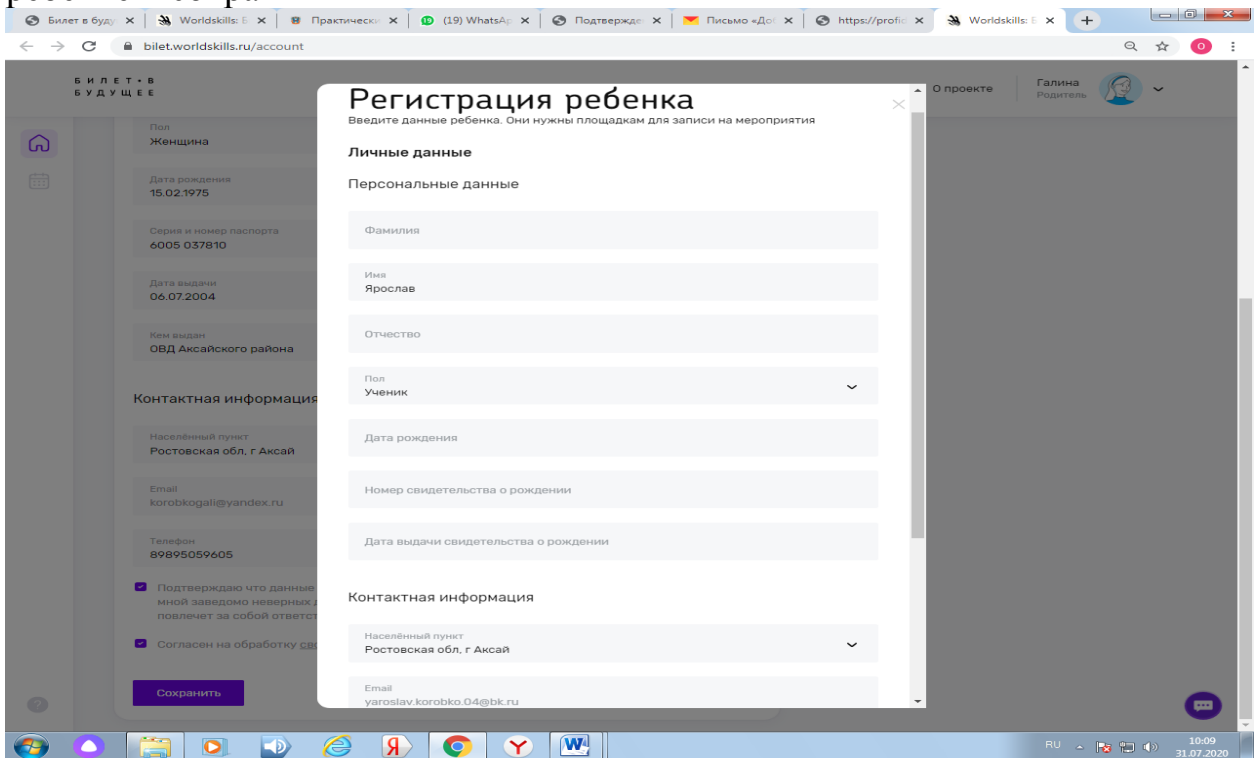 Билет в буду
Worldskills: Б
Практически
(19) WhatsAp
Подтвержде
Письмо «До
https://profi
Worldskills: Б
bilet.worldskills.ru/account
БИЛЕТ•В
БУДУЩЕЕ
О проекте
Галина
Родитель
Пол
Женщина
Дата рождения
15.02.1975
Серия и номер паспорта
6005 037810
Дата выдачи
06.07.2004
Кем выдан
ОВД Аксайского района
Контактная информация
Населённый пункт
Ростовская обл, г Аксай
Email
korobkogali@yandex.ru
Телефон
89895059605
Подтверждаю что данные
мной заведомо неверных
повлечет за собой ответст
Согласен на обработку
Сохранить
Регистрация ребенка
Введите данные ребенка. Они нужны площадкам для записи на мероприятия
Личные данные
Персональные данные
Фамилия
Имя
Ярослав
Отчество
Пол
Ученик
Дата рождения
Номер свидетельства о рождении
Дата выдачи свидетельства о рождении
Контактная информация
Населённый пункт
Ростовская обл, г Аксай
Email
yaroslav.korobko.04@bk.ru
RU
10:09
31.07.2020